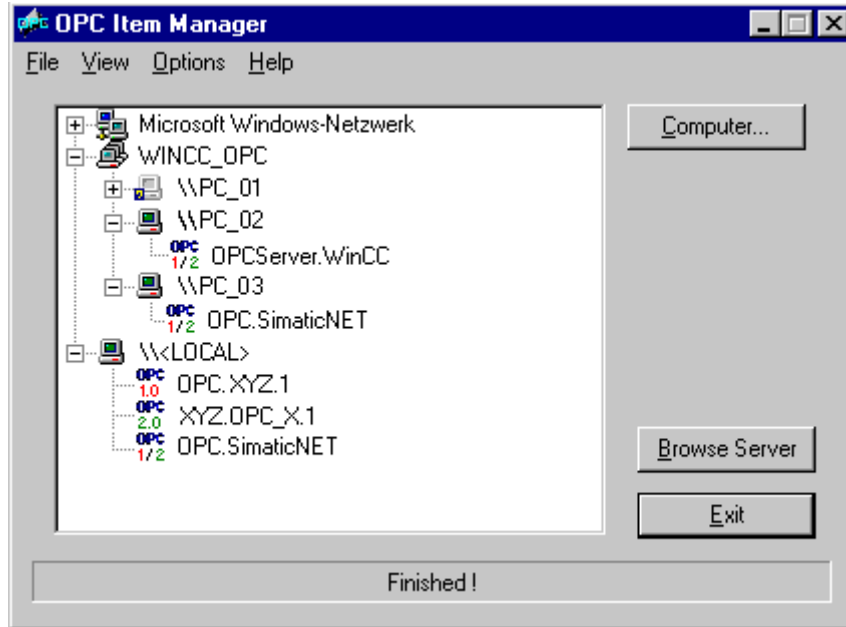 OPC Item Manager
File View Options Help
Microsoft Windows-Netzwerk
Computer...
WINCC_OPC
\\PC_01
\\PC_02
OPC 1/2 OPCServer.WinCC
\\PC_03
OPC 1/2 OPC.SimaticNET
\\<LOCAL>
OPC 1.0 OPC.XYZ.1
OPC 2.0 XYZ.OPC_X.1
OPC 1/2 OPC.SimaticNET
Browse Server
Exit
Finished !